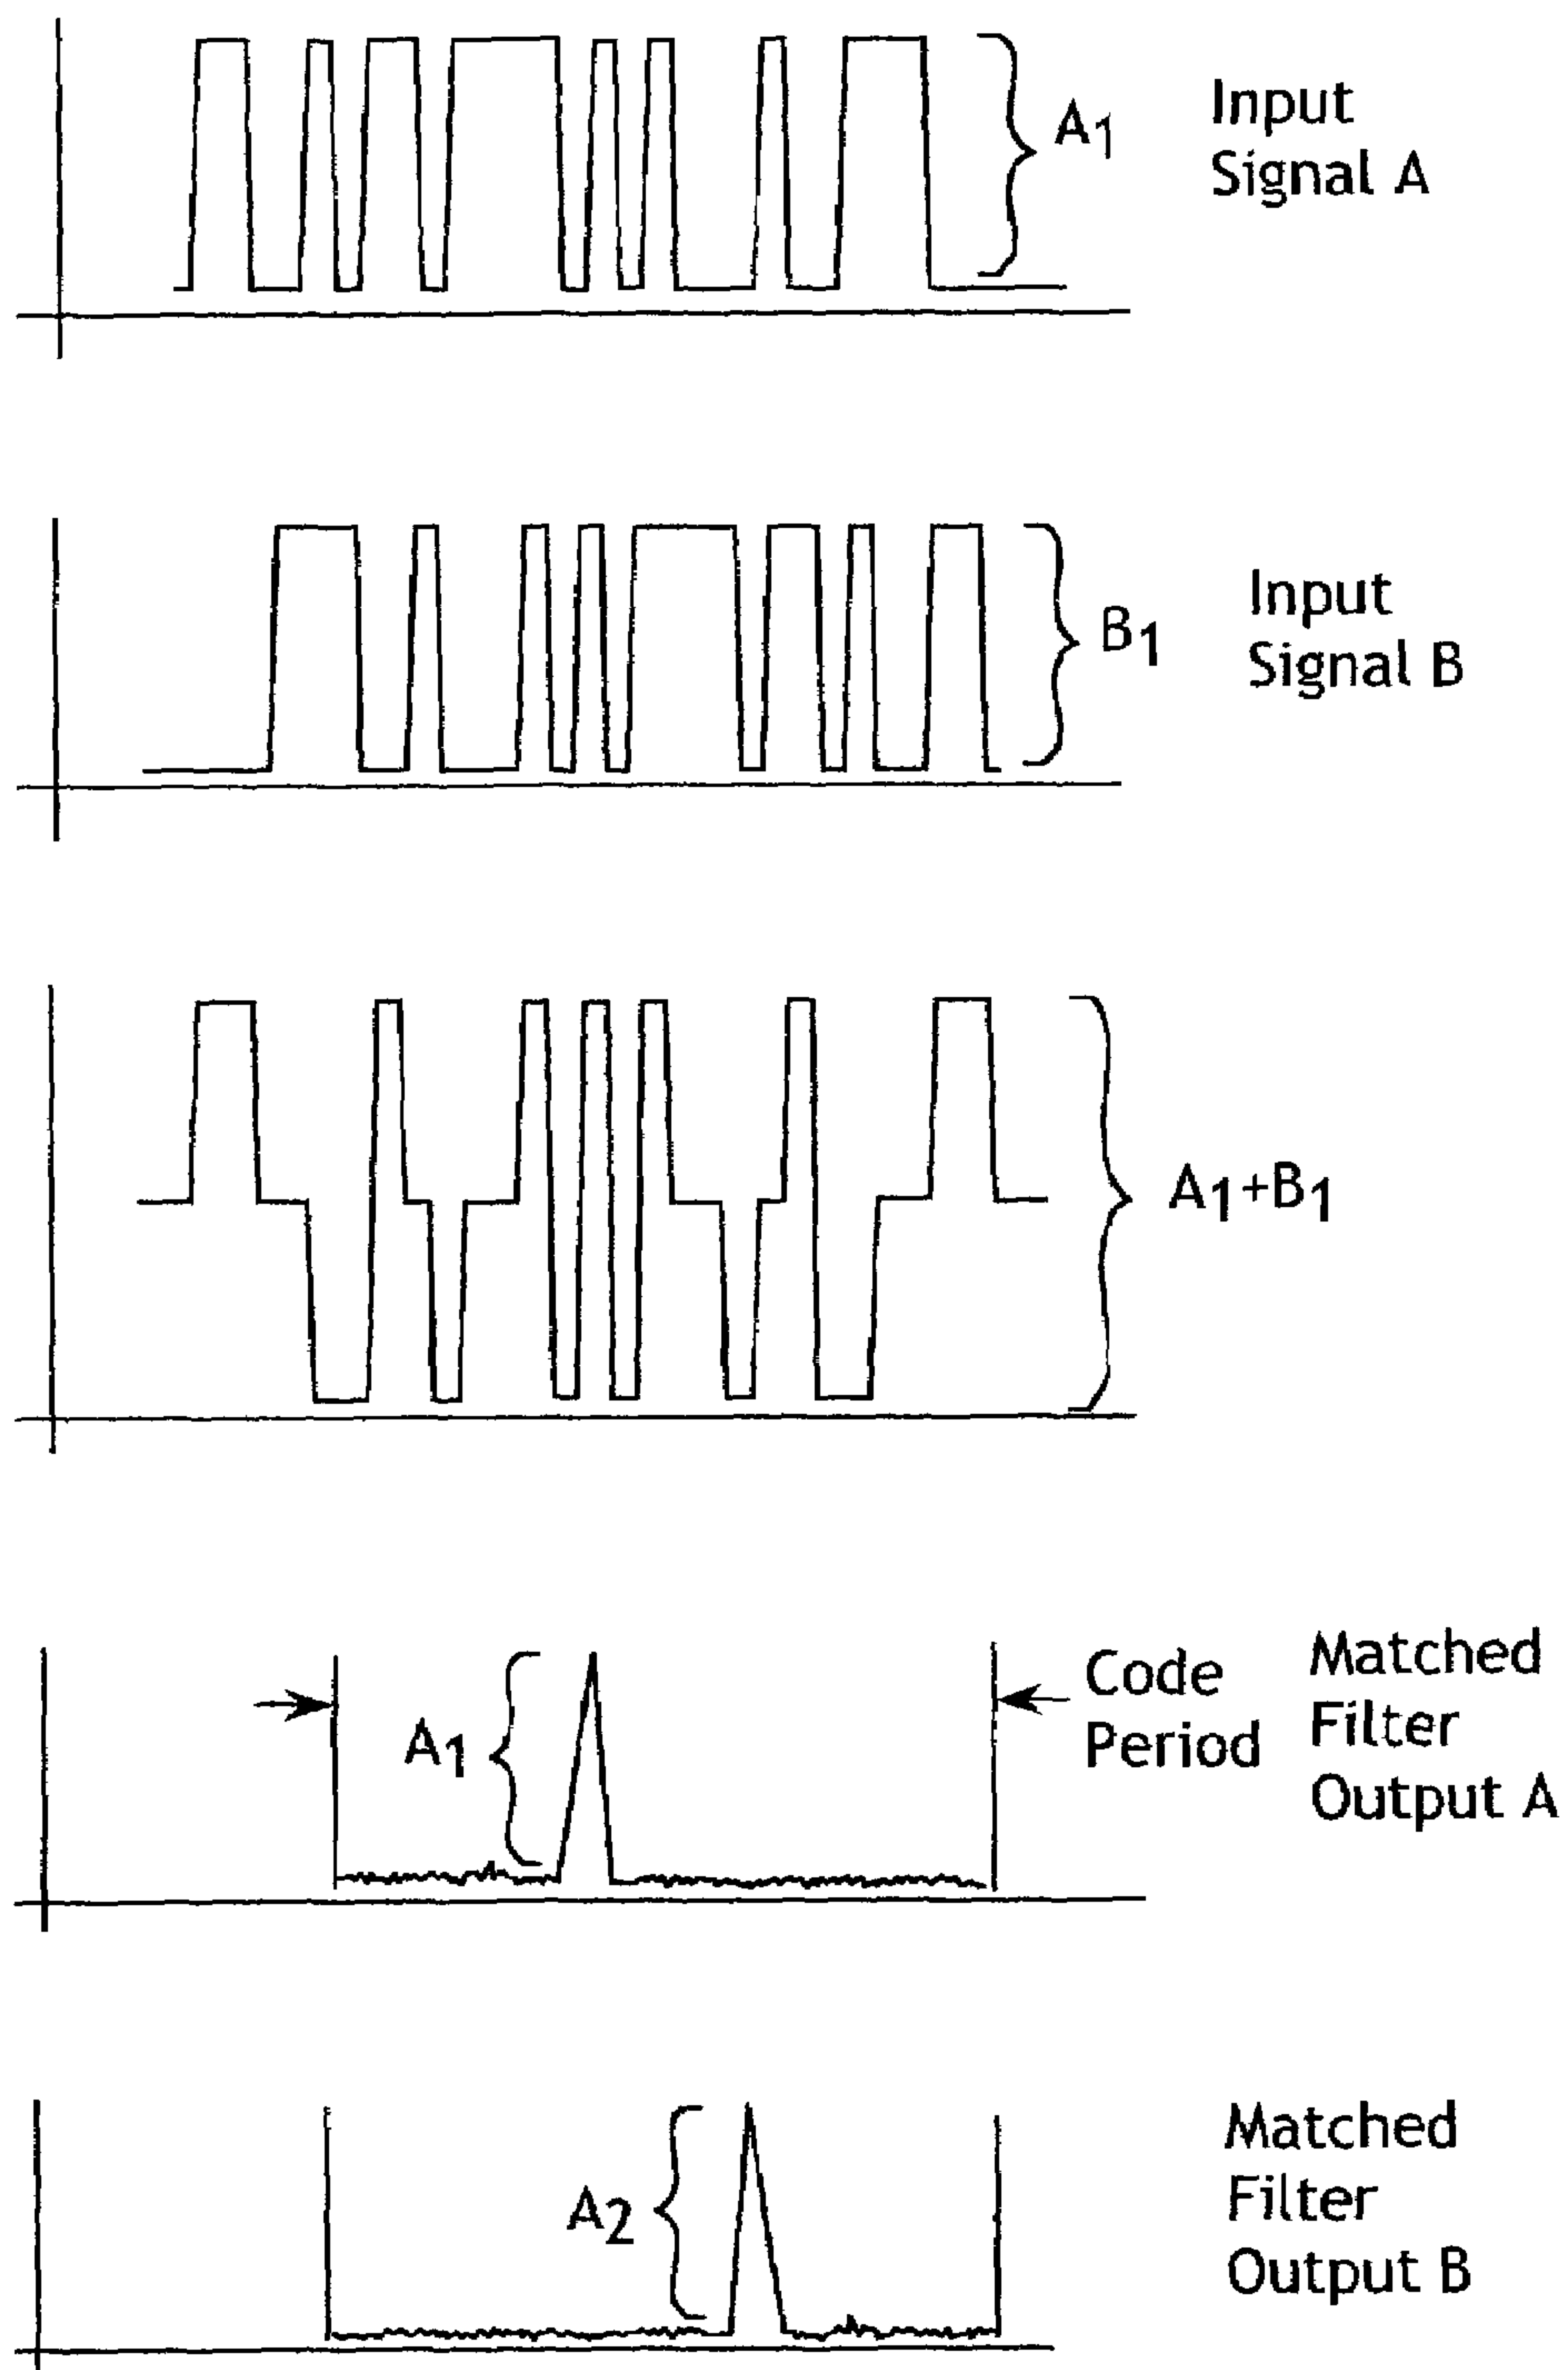 A1
Input
Signal A
B1
Input
Signal B
A1+B1
A1
Code
Period
Matched
Filter
Output A
A2
Matched
Filter
Output B